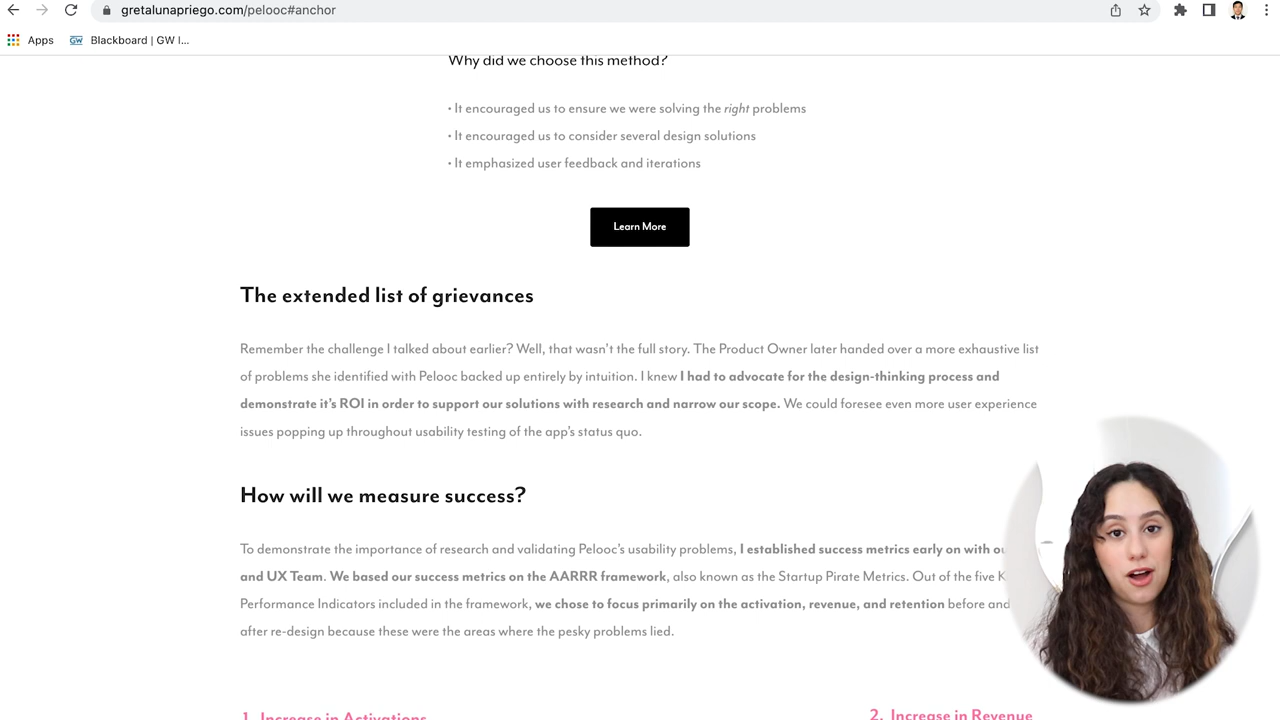 gretalunapriego.com/pelooc#anchor
Apps
Blackboard | GW I...
Why did we choose this method?
• It encouraged us to ensure we were solving the right problems
• It encouraged us to consider several design solutions
• It emphasized user feedback and iterations
Learn More
The extended list of grievances
Remember the challenge I talked about earlier? Well, that wasn't the full story. The Product Owner later handed over a more exhaustive list
of problems she identified with Pelooc backed up entirely by intuition. I knew I had to advocate for the design-thinking process and
demonstrate it's ROI in order to support our solutions with research and narrow our scope. We could foresee even more user experience
issues popping up throughout usability testing of the app's status quo.
How will we measure success?
To demonstrate the importance of research and validating Pelooc's usability problems, I established success metrics early on with
and UX Team. We based our success metrics on the AARRR framework, also known as the Startup Pirate Metrics. Out of the five
Performance Indicators included in the framework, we chose to focus primarily on the activation, revenue, and retention before and
after re-design because these were the areas where the pesky problems lied.
1. Increase in Activations
2. Increase in Revenue